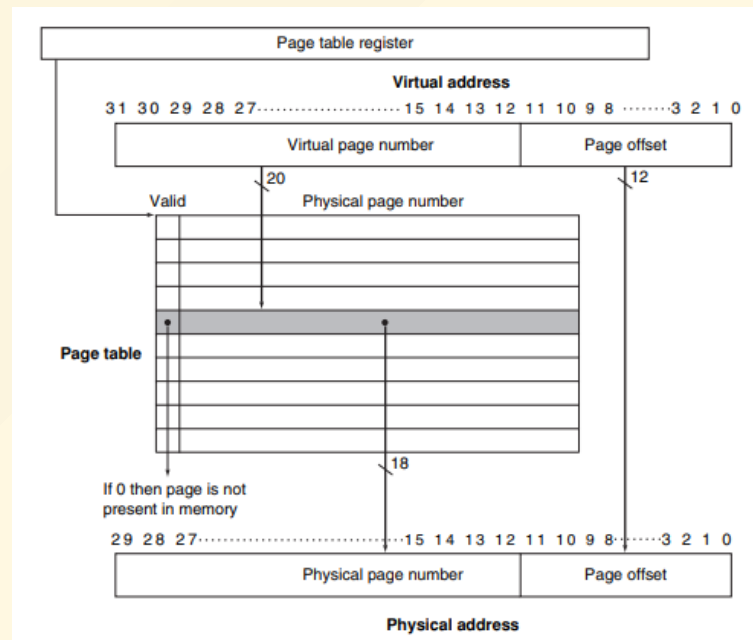 Page table register
Virtual address
31 30 29 28 27...................... 15 14 13 12 11 10 9 8 ........3 2 1 0
Virtual page number Page offset
20 12
Valid Physical page number
Page table
18
If 0 then page is not
present in memory
29 28 27................................15 14 13 12 11 10 9 8........3 2 1 0
Physical page number Page offset
Physical address